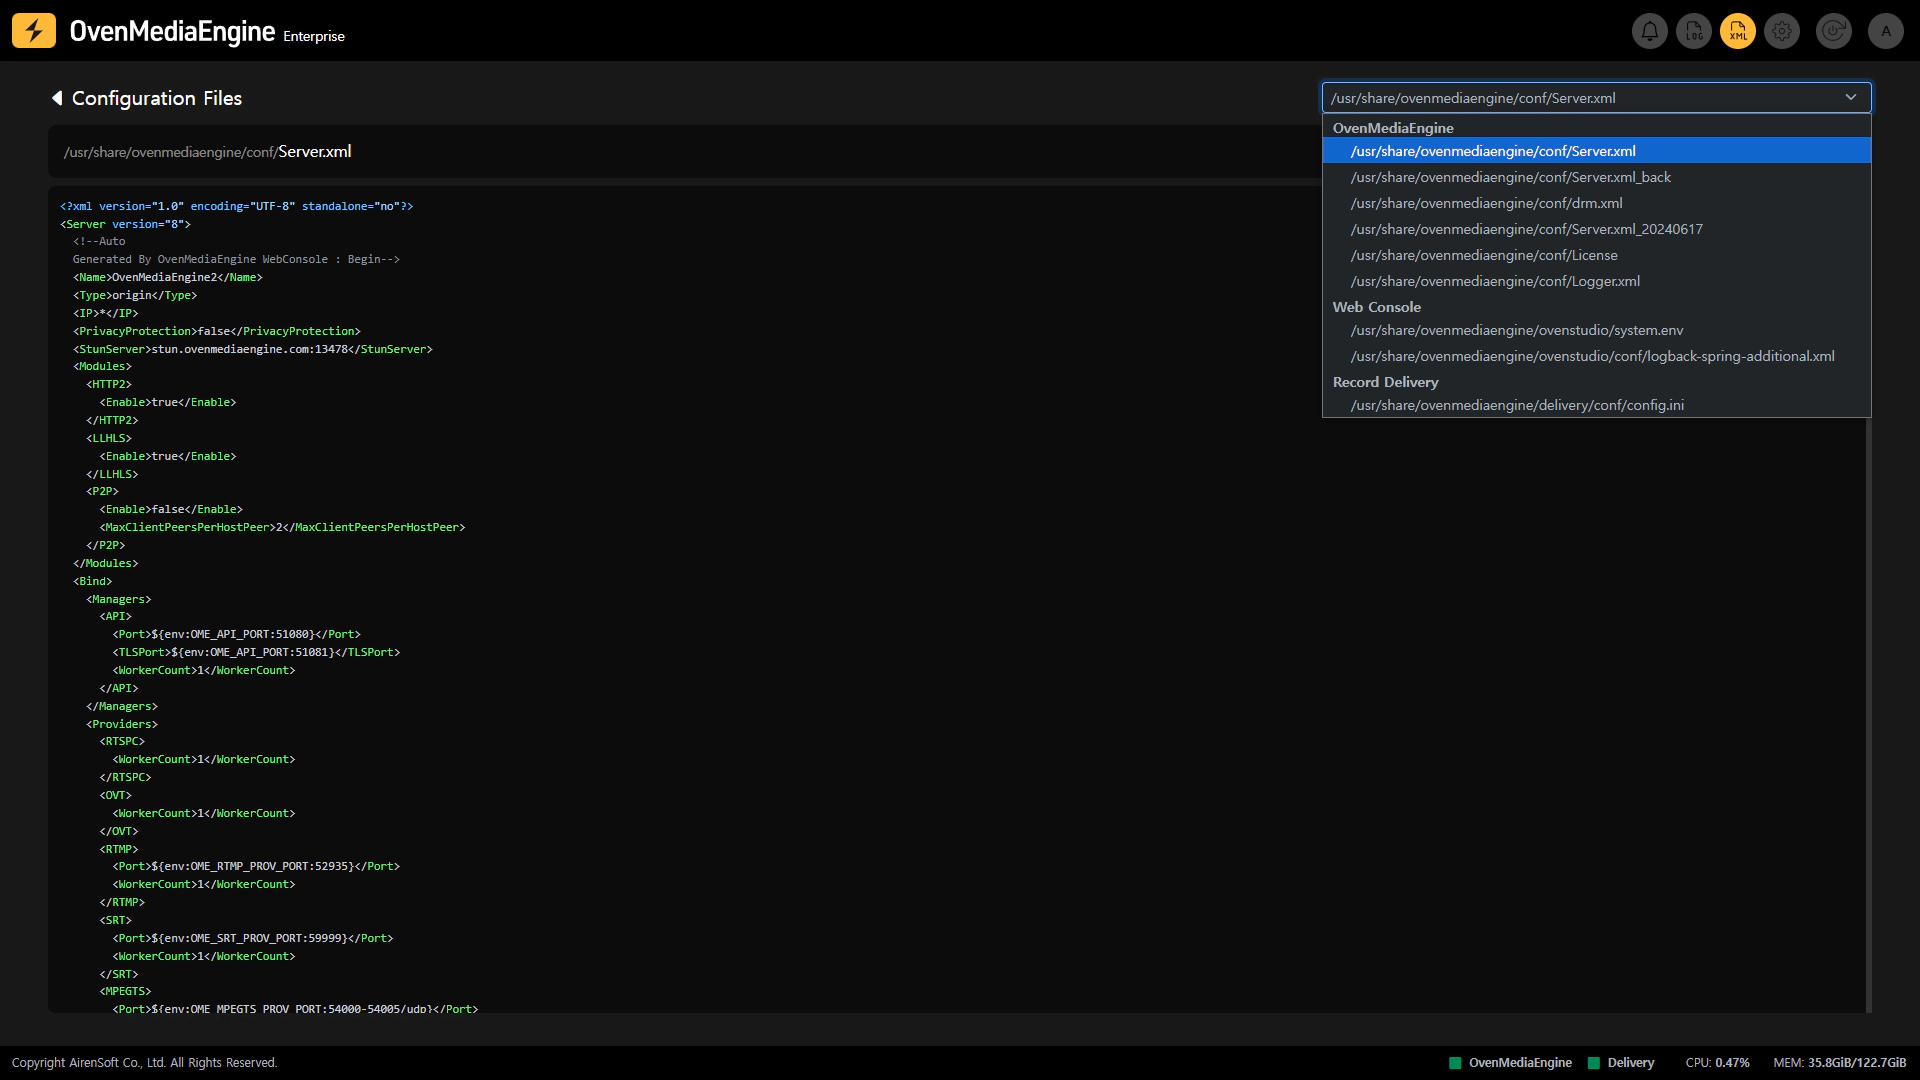 OvenMediaEngine Enterprise
LOG
XML
A
Configuration Files
/usr/share/ovenmediaengine/conf/Server.xml
/usr/share/ovenmediaengine/conf/Server.xml
OvenMediaEngine
/usr/share/ovenmediaengine/conf/Server.xml
/usr/share/ovenmediaengine/conf/Server.xml_back
/usr/share/ovenmediaengine/conf/drm.xml
/usr/share/ovenmediaengine/conf/Server.xml_20240617
/usr/share/ovenmediaengine/conf/License
/usr/share/ovenmediaengine/conf/Logger.xml
Web Console
/usr/share/ovenmediaengine/ovenstudio/system.env
/usr/share/ovenmediaengine/ovenstudio/conf/logback-spring-additional.xml
Record Delivery
/usr/share/ovenmediaengine/delivery/conf/config.ini
<?xml version="1.0" encoding="UTF-8" standalone="no"?>
<Server version="8">
<!--Auto
Generated By OvenMediaEngine WebConsole : Begin-->
<Name>OvenMediaEngine2</Name>
<Type>origin</Type>
<IP>*</IP>
<PrivacyProtection>false</PrivacyProtection>
<StunServer>stun.ovenmediaengine.com:13478</StunServer>
<Modules>
<HTTP2>
<Enable>true</Enable>
</HTTP2>
<LLHLS>
<Enable>true</Enable>
</LLHLS>
<P2P>
<Enable>false</Enable>
<MaxClientPeersPerHostPeer>2</MaxClientPeersPerHostPeer>
</P2P>
</Modules>
<Bind>
<Managers>
<API>
<Port>${env:OME_API_PORT:51080}</Port>
<TLSPort>${env:OME_API_PORT:51081}</TLSPort>
<WorkerCount>1</WorkerCount>
</API>
</Managers>
<Providers>
<RTSPC>
<WorkerCount>1</WorkerCount>
</RTSPC>
<OVT>
<WorkerCount>1</WorkerCount>
</OVT>
<RTMP>
<Port>${env:OME_RTMP_PROV_PORT:52935}</Port>
<WorkerCount>1</WorkerCount>
</RTMP>
<SRT>
<Port>${env:OME_SRT_PROV_PORT:59999}</Port>
<WorkerCount>1</WorkerCount>
</SRT>
<MPEGTS>
<Port>${env:OME_MPEGTS_PROV_PORT:54000-54005/udp}</Port>
Copyright AirenSoft Co., Ltd. All Rights Reserved.
OvenMediaEngine Delivery CPU: 0.47% MEM: 35.8GiB/122.7GiB